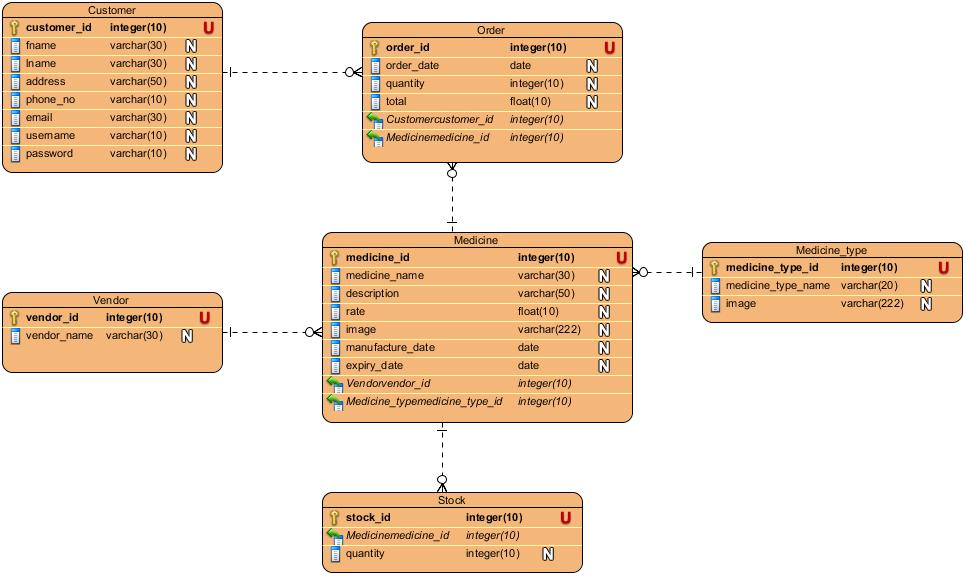 Customer
customer_id integer(10) U
fname varchar(30) N
lname varchar(30) N
address varchar(50) N
phone_no varchar(10) N
email varchar(30) N
username varchar(10) N
password varchar(10) N
Order
order_id integer(10) U
order_date date N
quantity integer(10) N
total float(10) N
Customercustomer_id integer(10)
Medicinemedicine_id integer(10)
Medicine
medicine_id integer(10) U
medicine_name varchar(30) N
description varchar(50) N
rate float(10) N
image varchar(222) N
manufacture_date date N
expiry_date date N
Vendorvendor_id integer(10)
Medicine_typemedicine_type_id integer(10)
Medicine_type
medicine_type_id integer(10) U
medicine_type_name varchar(20) N
image varchar(222) N
Vendor
vendor_id integer(10) U
vendor_name varchar(30) N
Stock
stock_id integer(10) U
Medicinemedicine_id integer(10)
quantity integer(10) N